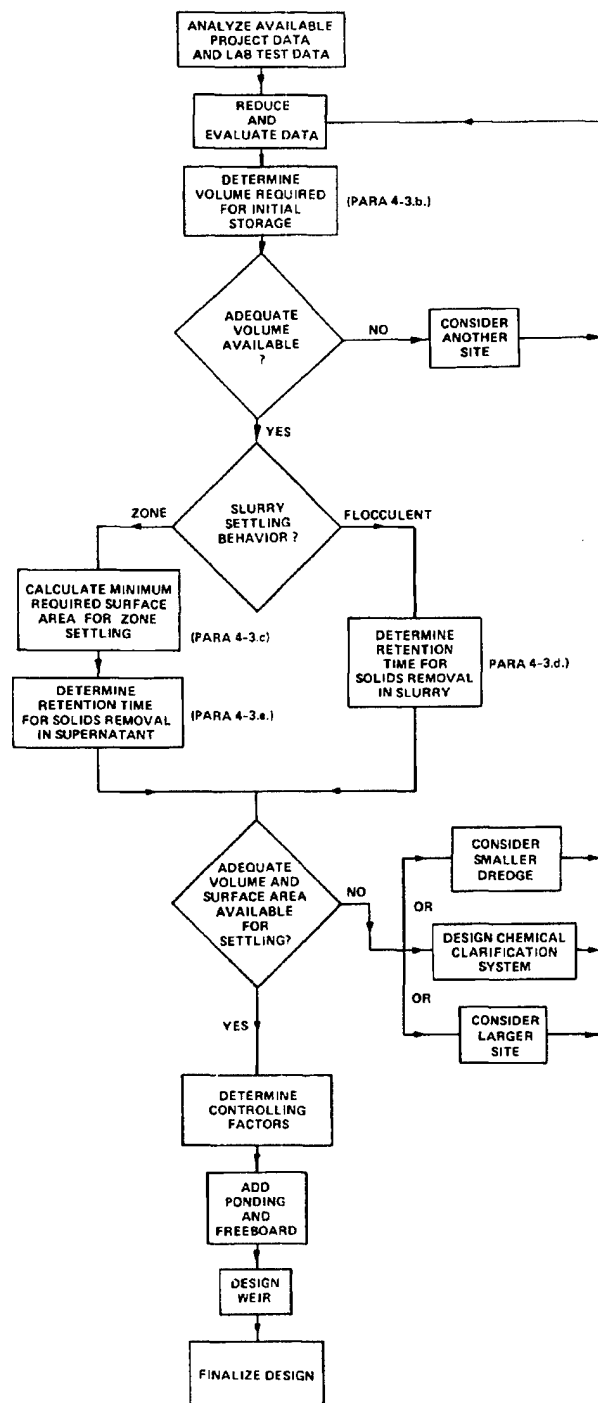 ANALYZE AVAILABLE
PROJECT DATA
AND LAB TEST DATA
REDUCE
AND
EVALUATE DATA
DETERMINE
VOLUME REQUIRED
FOR INITIAL
STORAGE
(PARA 4-3.b.)
ADEQUATE
VOLUME
AVAILABLE
?
NO
CONSIDER
ANOTHER
SITE
YES
ZONE
SLURRY
SETTLING
BEHAVIOR ?
FLOCCULENT
CALCULATE MINIMUM
REQUIRED SURFACE
AREA FOR ZONE
SETTLING
(PARA 4-3.c)
DETERMINE
RETENTION TIME
FOR SOLIDS REMOVAL
IN SUPERNATANT
(PARA 4-3.e.)
DETERMINE
RETENTION
TIME FOR
SOLIDS REMOVAL
IN SLURRY
PARA 4-3.d.)
ADEQUATE
VOLUME AND
SURFACE AREA
AVAILABLE
FOR
SETTLING?
NO
CONSIDER
SMALLER
DREDGE
OR
DESIGN CHEMICAL
CLARIFICATION
SYSTEM
OR
CONSIDER
LARGER
SITE
YES
DETERMINE
CONTROLLING
FACTORS
ADD
PONDING
AND
FREEBOARD
DESIGN
WEIR
FINALIZE DESIGN